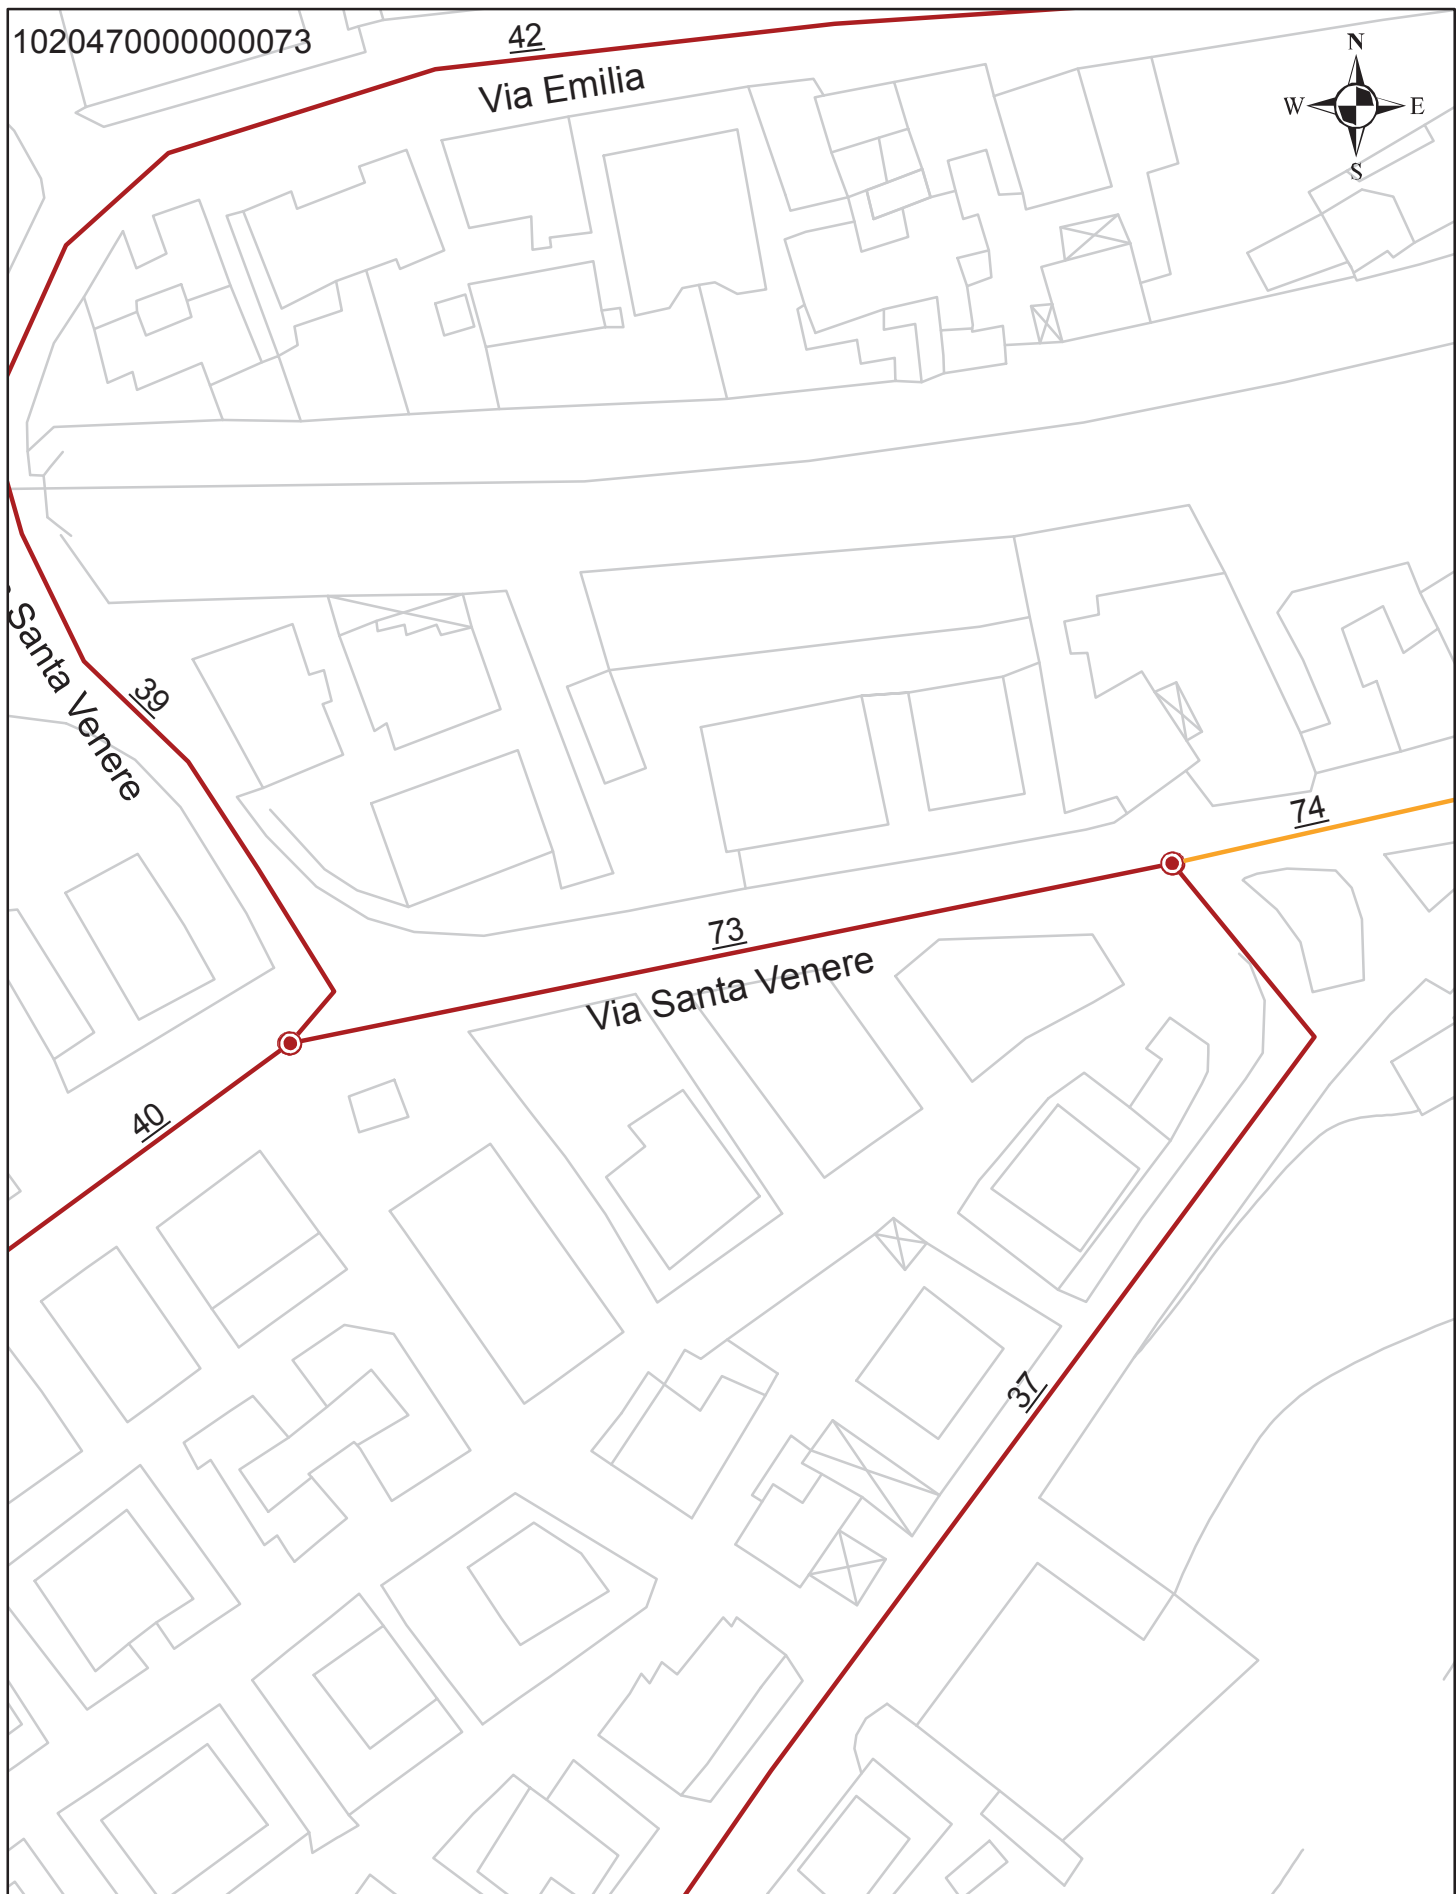 1020470000000073
42
Via Emilia
N
W
E
S
Santa Venere
39
74
73
Via Santa Venere
40
37